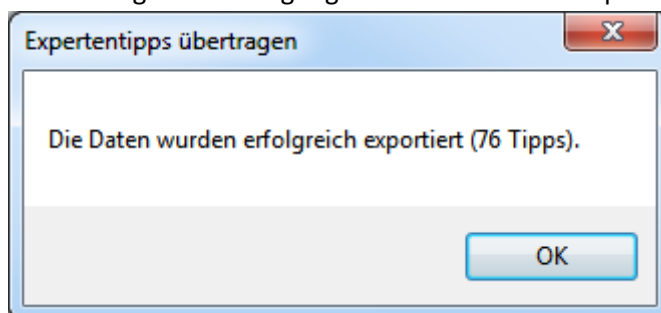 Expertentipps übertragen
Die Daten wurden erfolgreich exportiert (76 Tipps).
OK